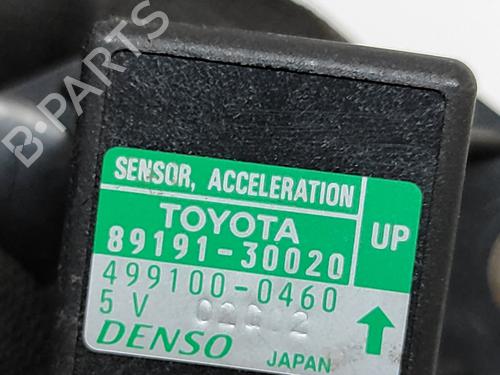 B-PARTS
SENSOR, ACCELERATION
TOYOTA
UP
89191-30020
499100-0460
5 V
DENSO
JAPAN